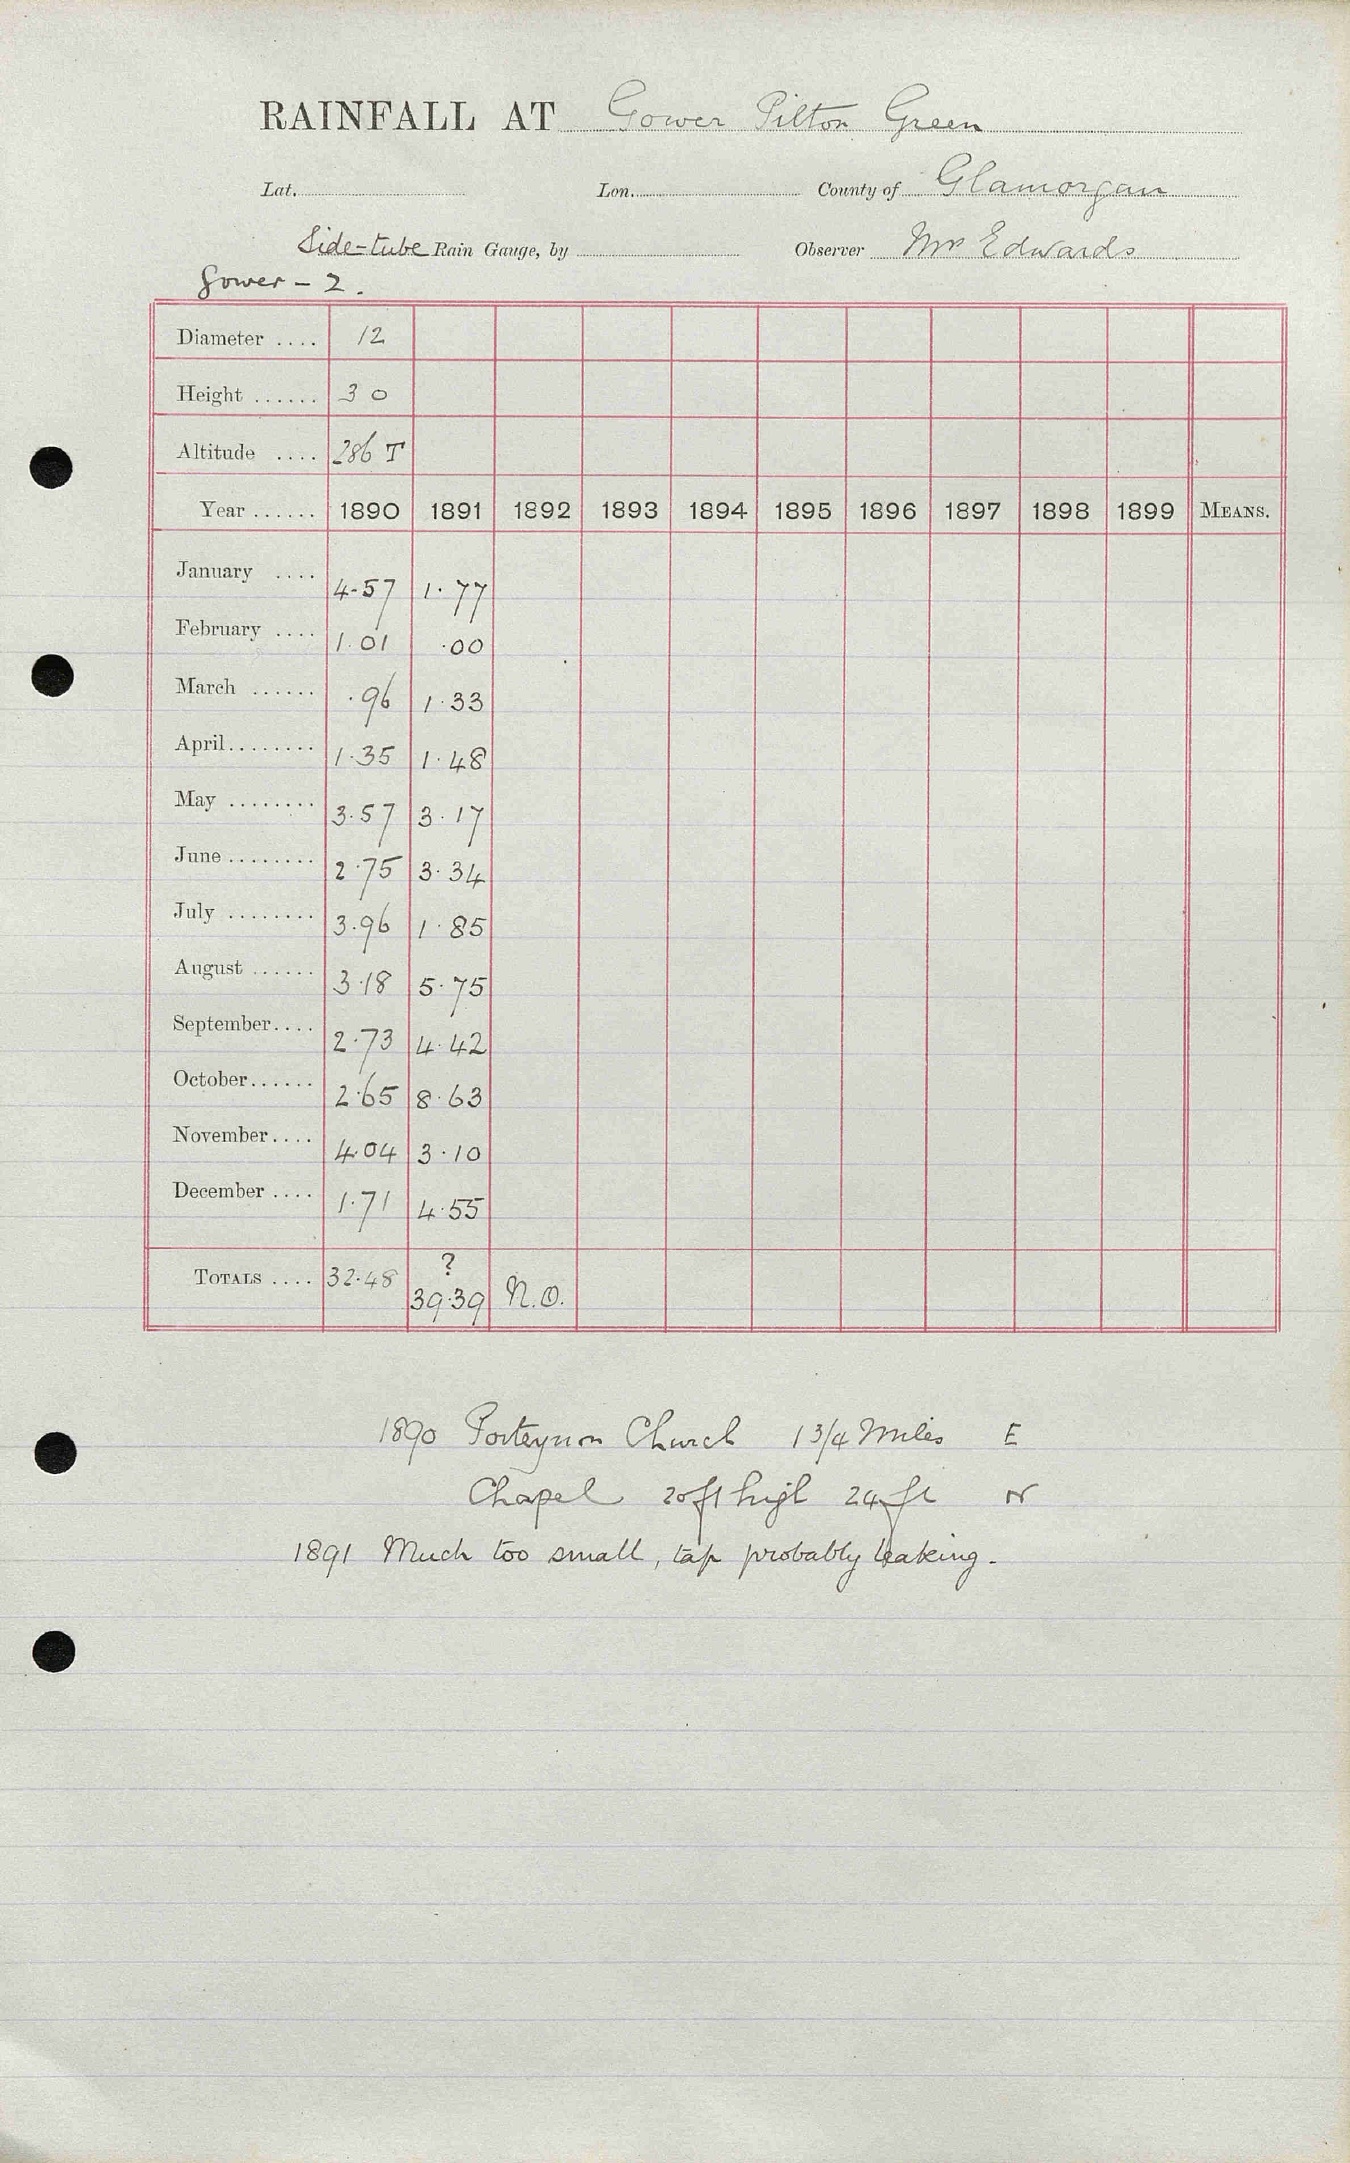 RAINFALL AT Gower Pilton Green
Lat. Lon. County of Glamorgan
Side-tube Rain Gauge, by Observer Mrs Edwards
Gower - 2.
Diameter .... 12
Height ...... 3 0
Altitude .... 286 T
Year ...... 1890 1891 1892 1893 1894 1895 1896 1897 1898 1899 MEANS.
January .... 4.57 1.77
February .... 1.01 .00
March ...... .96 1.33
April ........ 1.35 1.48
May ........ 3.57 3.17
June ........ 2.75 3.34
July ........ 3.96 1.85
August ...... 3.18 5.75
September.... 2.73 4.42
October...... 2.65 8.63
November.... 4.04 3.10
December .... 1.71 4.55
?
TOTALS .... 32.48 39.39 N.O.
1890 Porteynon Church 1 3/4 Miles E
Chapel 20ft high 24 ft N
1891 Much too small, tap probably leaking.